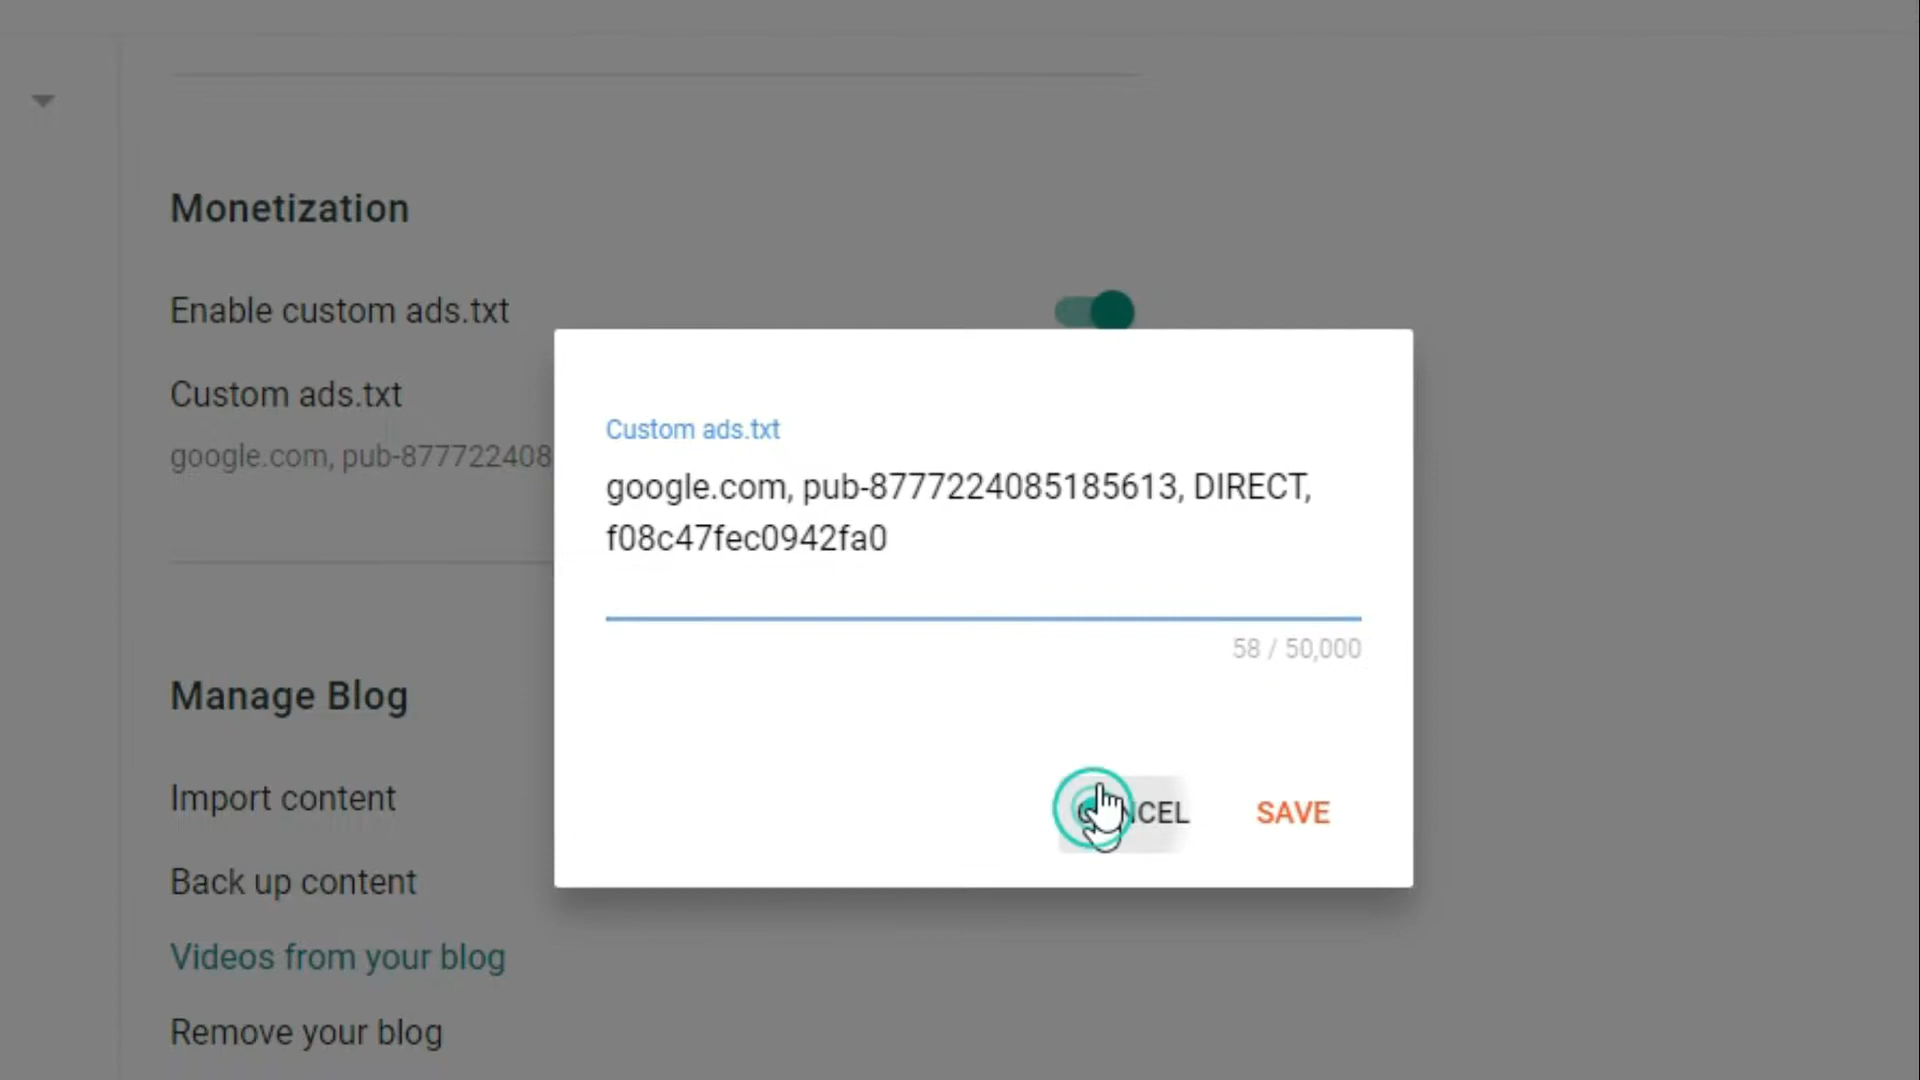 Monetization
Enable custom ads.txt
Custom ads.txt
google.com, pub-877722408
Custom ads.txt
google.com, pub-8777224085185613, DIRECT,
f08c47fec0942fa0
58 / 50,000
SAVE
Manage Blog
Import content
Back up content
Videos from your blog
Remove your blog